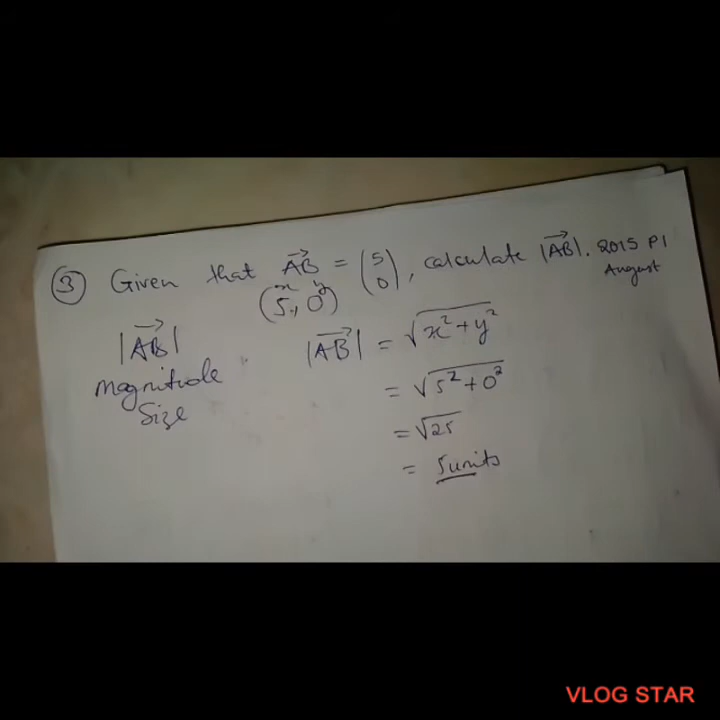 ③ Given that AB→ = (5 0), calculate |AB→|. 2015 P1
August
x y
(5, 0)
|AB→|
magnitude
Size
|AB→| = √x²+y²
= √5²+0²
= √25
= 5units
VLOG STAR